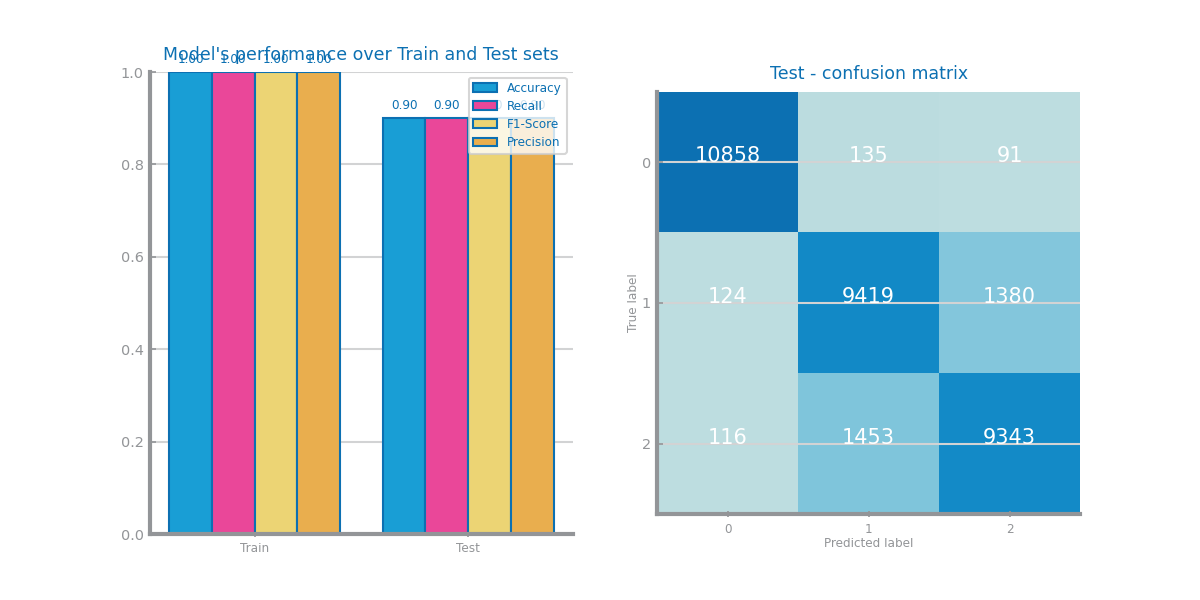 Model's performance over Train and Test sets
1.00 1.00 1.00 1.00
1.0
0.8
0.6
0.4
0.2
0.0
0.90 0.90
Accuracy
Recall
F1-Score
Precision
Train Test
Test - confusion matrix
True label
0 10858 135 91
1 124 9419 1380
2 116 1453 9343
0 1 2
Predicted label